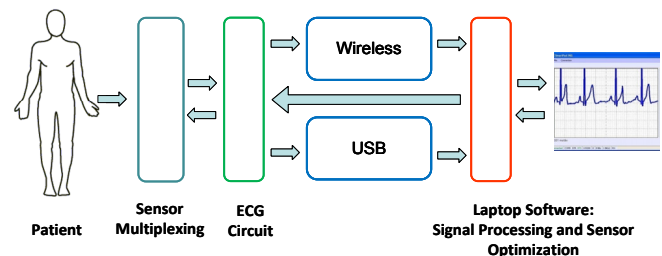 Wireless
USB
Patient
Sensor
Multiplexing
ECG
Circuit
Laptop Software:
Signal Processing and Sensor
Optimization